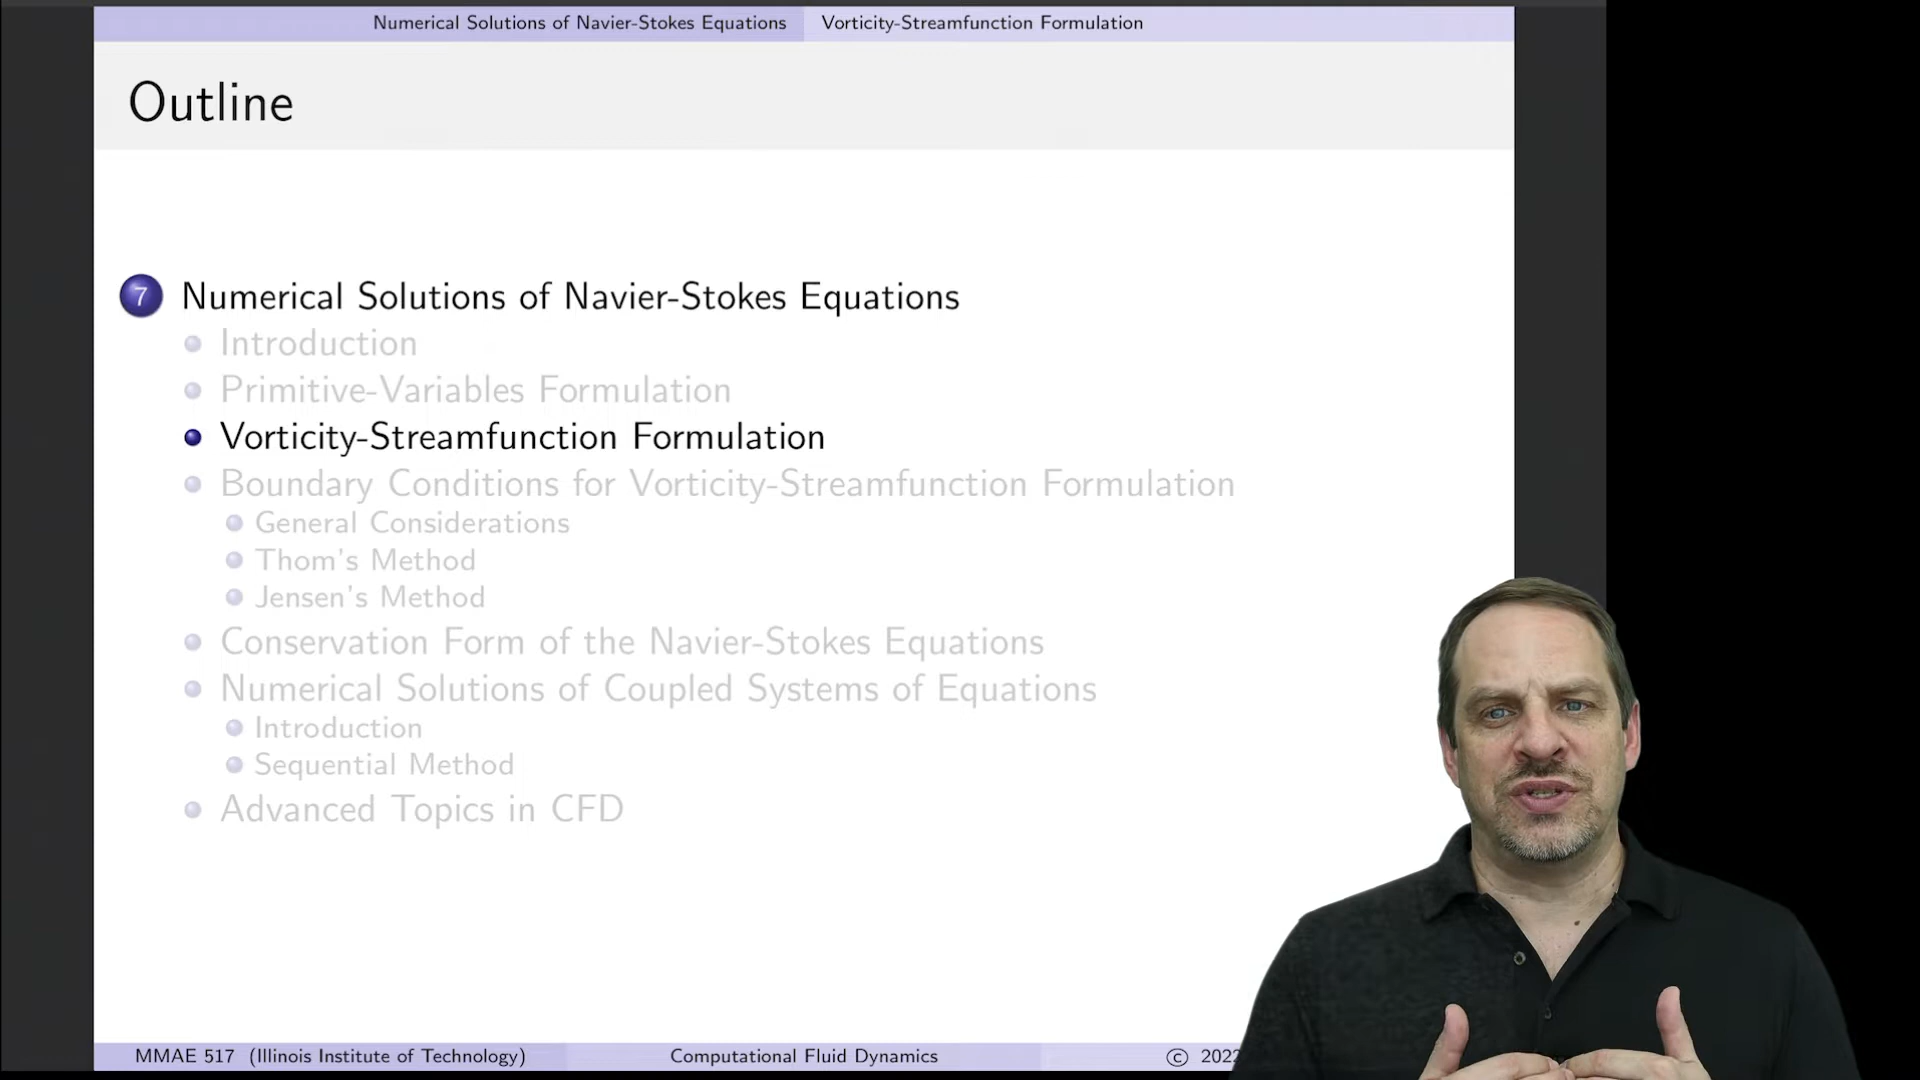 Numerical Solutions of Navier-Stokes Equations Vorticity-Streamfunction Formulation
Outline
7 Numerical Solutions of Navier-Stokes Equations
Introduction
Primitive-Variables Formulation
Vorticity-Streamfunction Formulation
Boundary Conditions for Vorticity-Streamfunction Formulation
General Considerations
Thom's Method
Jensen's Method
Conservation Form of the Navier-Stokes Equations
Numerical Solutions of Coupled Systems of Equations
Introduction
Sequential Method
Advanced Topics in CFD
MMAE 517 (Illinois Institute of Technology) Computational Fluid Dynamics © 2022